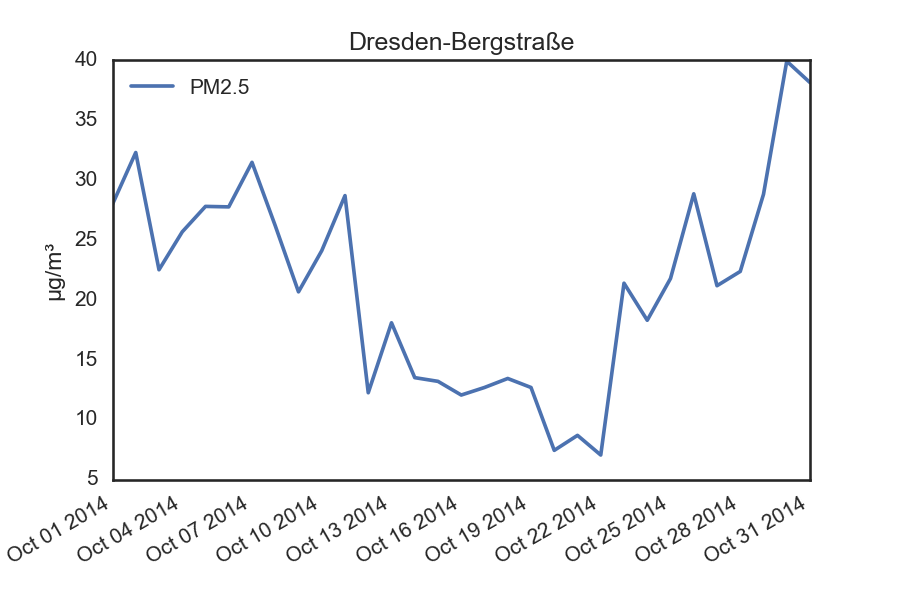 Dresden-Bergstraße
PM2.5
µg/m³
40
35
30
25
20
15
10
5
Oct 01 2014
Oct 04 2014
Oct 07 2014
Oct 10 2014
Oct 13 2014
Oct 16 2014
Oct 19 2014
Oct 22 2014
Oct 25 2014
Oct 28 2014
Oct 31 2014